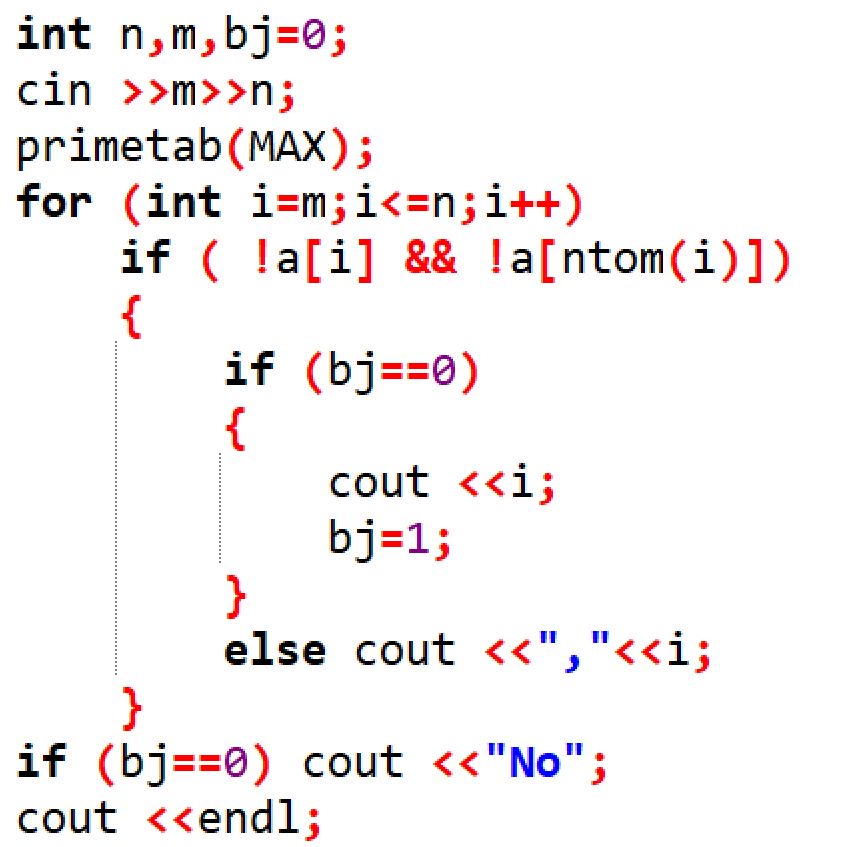 int n,m,bj=0;
cin >>m>>n;
primetab(MAX);
for (int i=m;i<=n;i++)
    if ( !a[i] && !a[ntom(i)])
    {
        if (bj==0)
        {
            cout <<i;
            bj=1;
        }
        else cout <<","<<i;
    }
if (bj==0) cout <<"No";
cout <<endl;